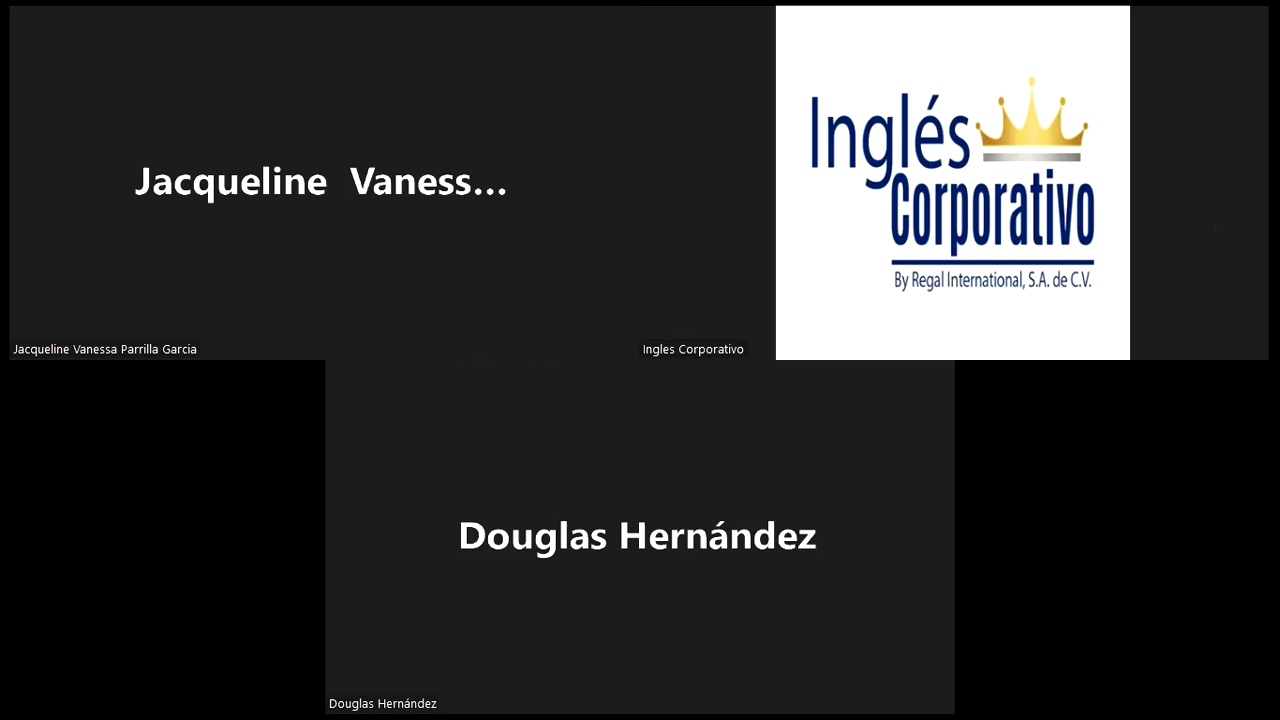 Jacqueline  Vaness...
Jacqueline Vanessa Parrilla Garcia
Inglés
Corporativo
By Regal International, S.A. de C.V.
Ingles Corporativo
Douglas Hernández
Douglas Hernández